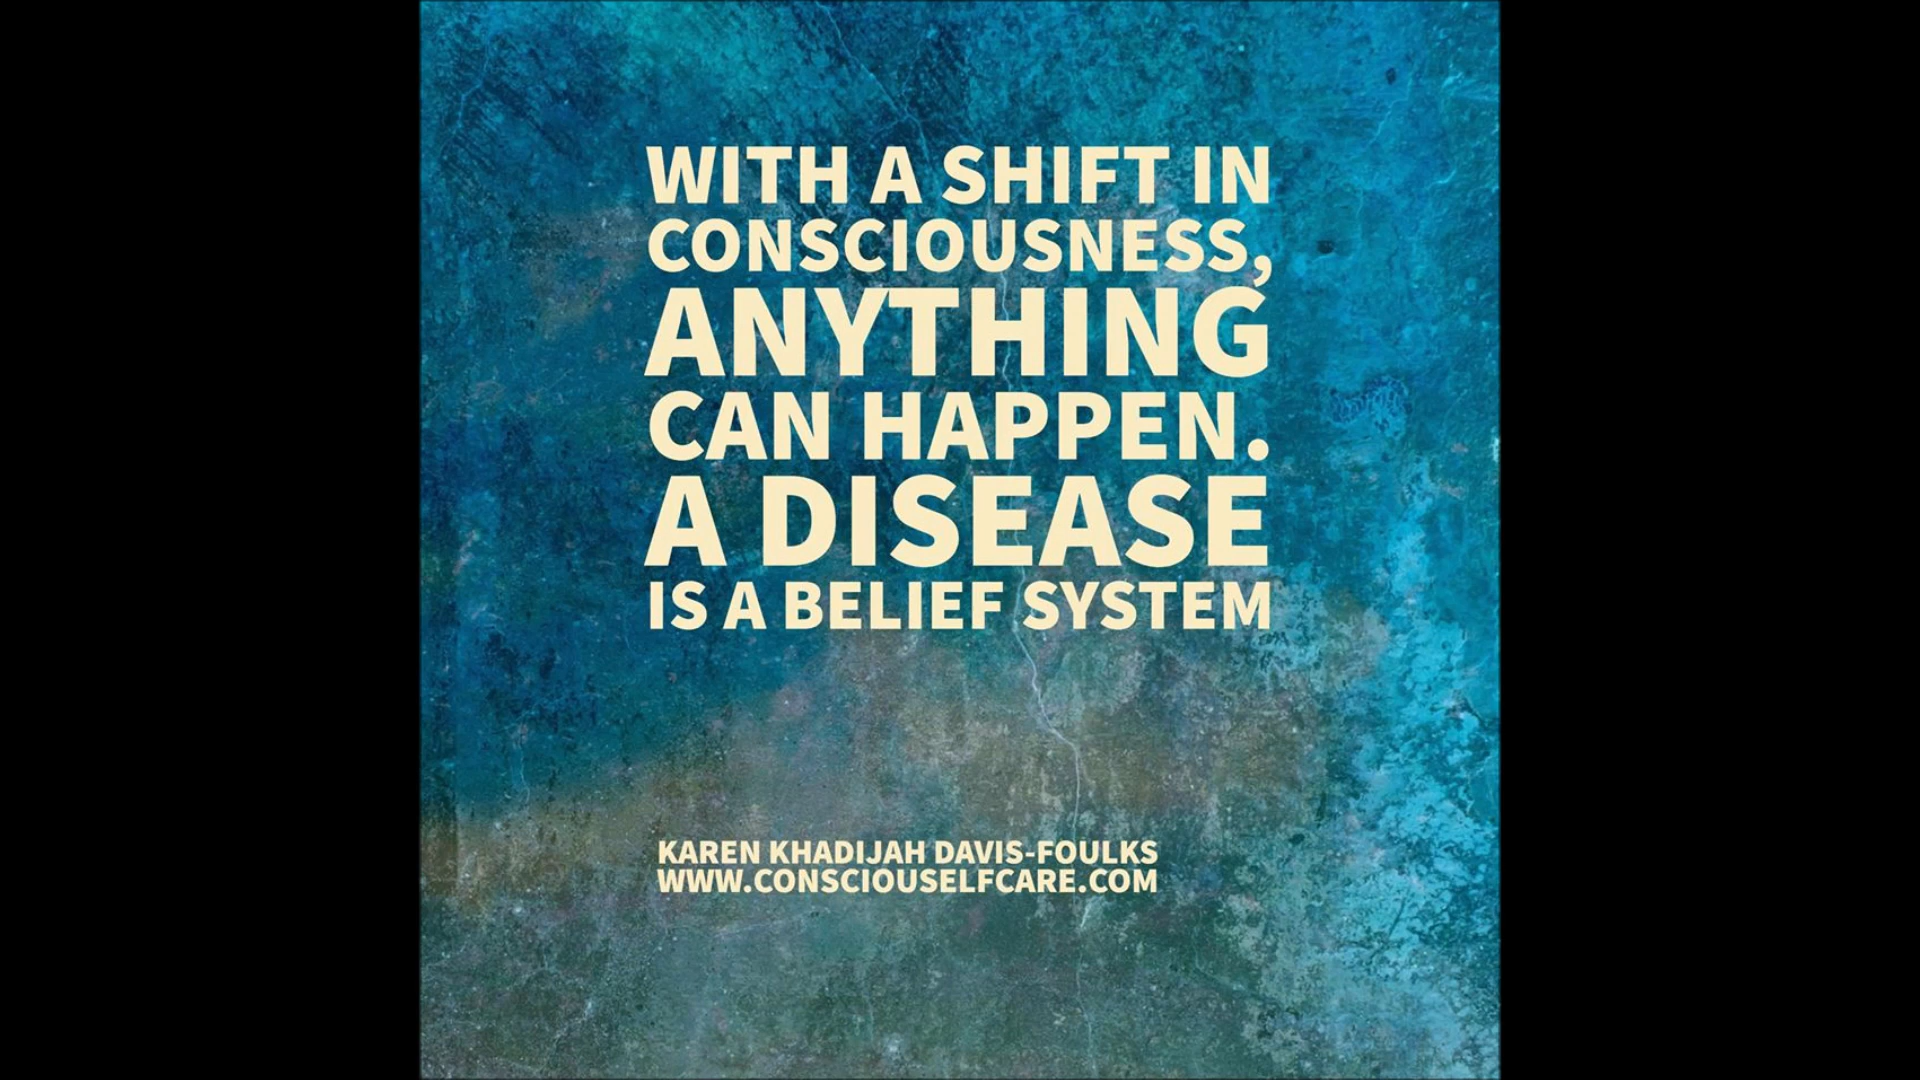 WITH A SHIFT IN
CONSCIOUSNESS,
ANYTHING
CAN HAPPEN.
A DISEASE
IS A BELIEF SYSTEM
KAREN KHADIJAH DAVIS-FOULKS
WWW.CONSCIOUSELFCARE.COM